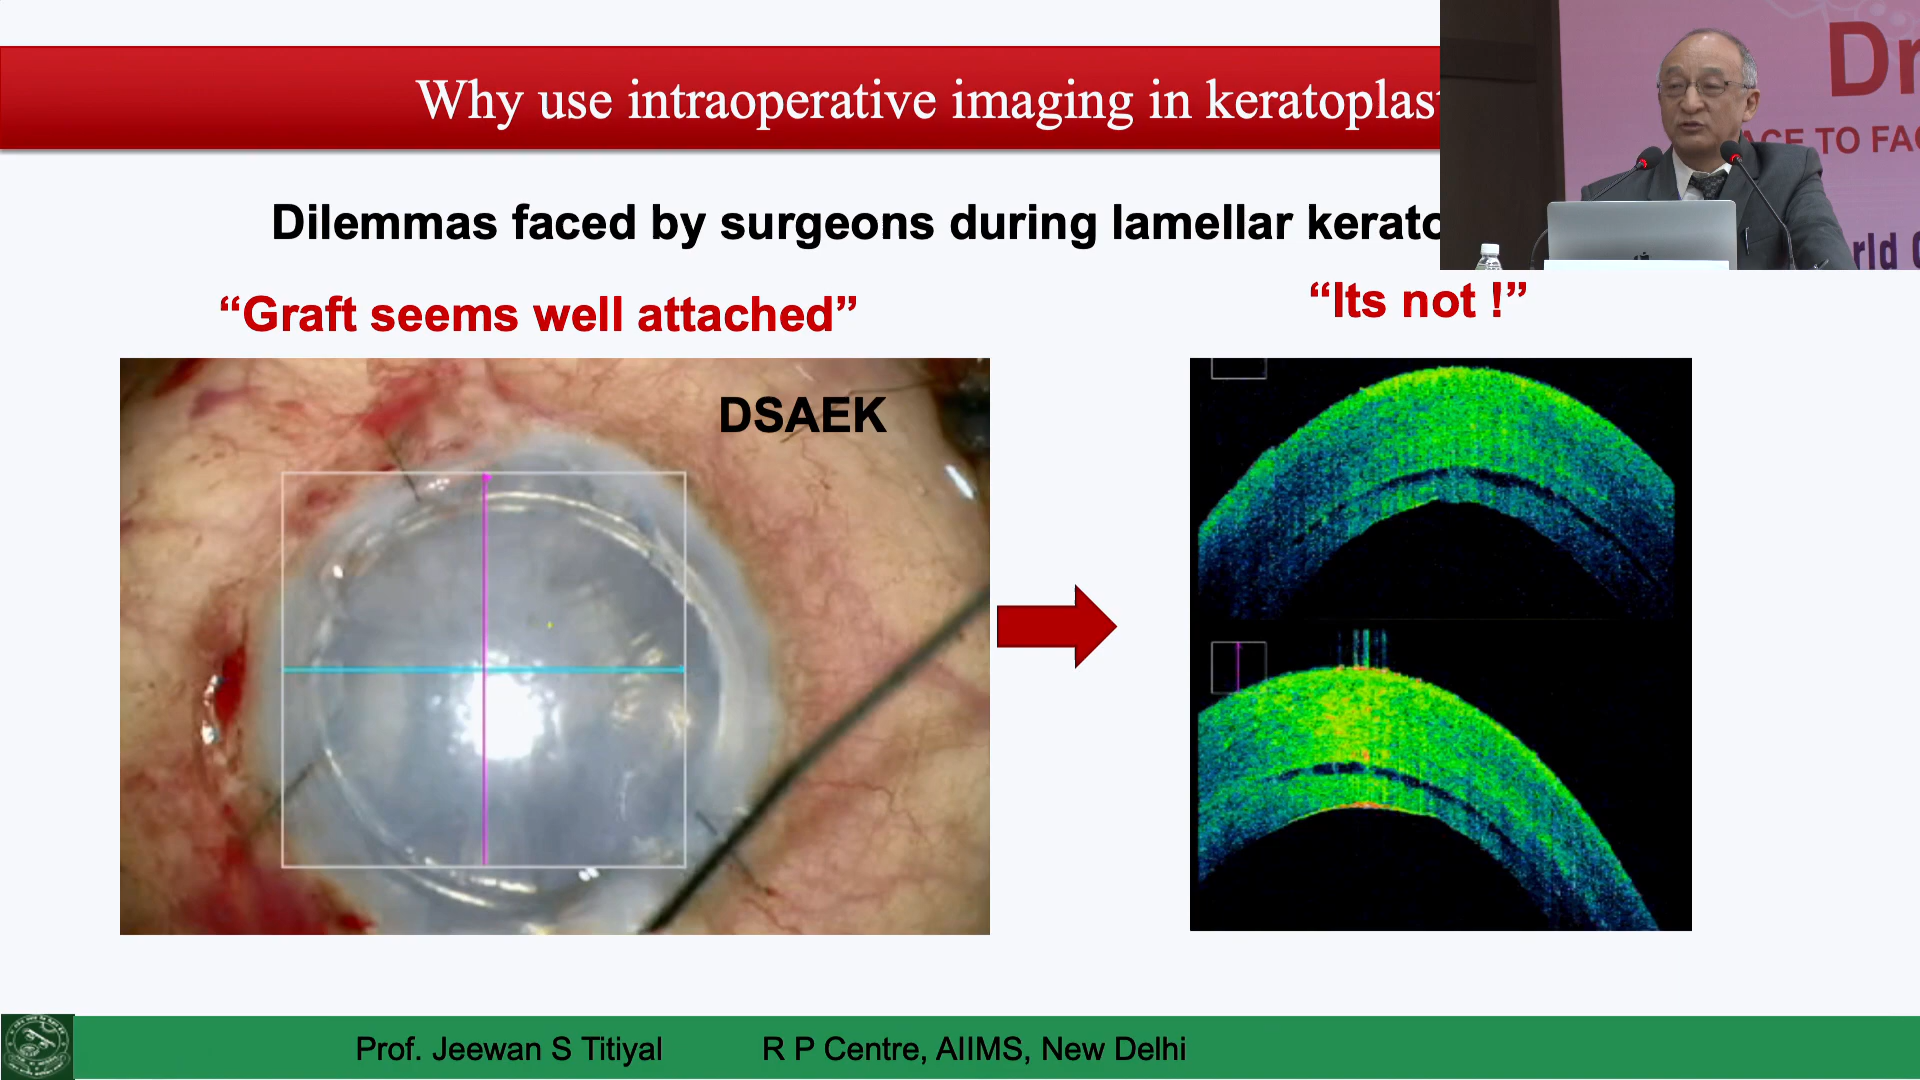 Why use intraoperative imaging in keratoplas
Dilemmas faced by surgeons during lamellar kerato
“Graft seems well attached”
“Its not !”
DSAEK
Dr
ACE TO FAC
rld C
Prof. Jeewan S Titiyal R P Centre, AIIMS, New Delhi